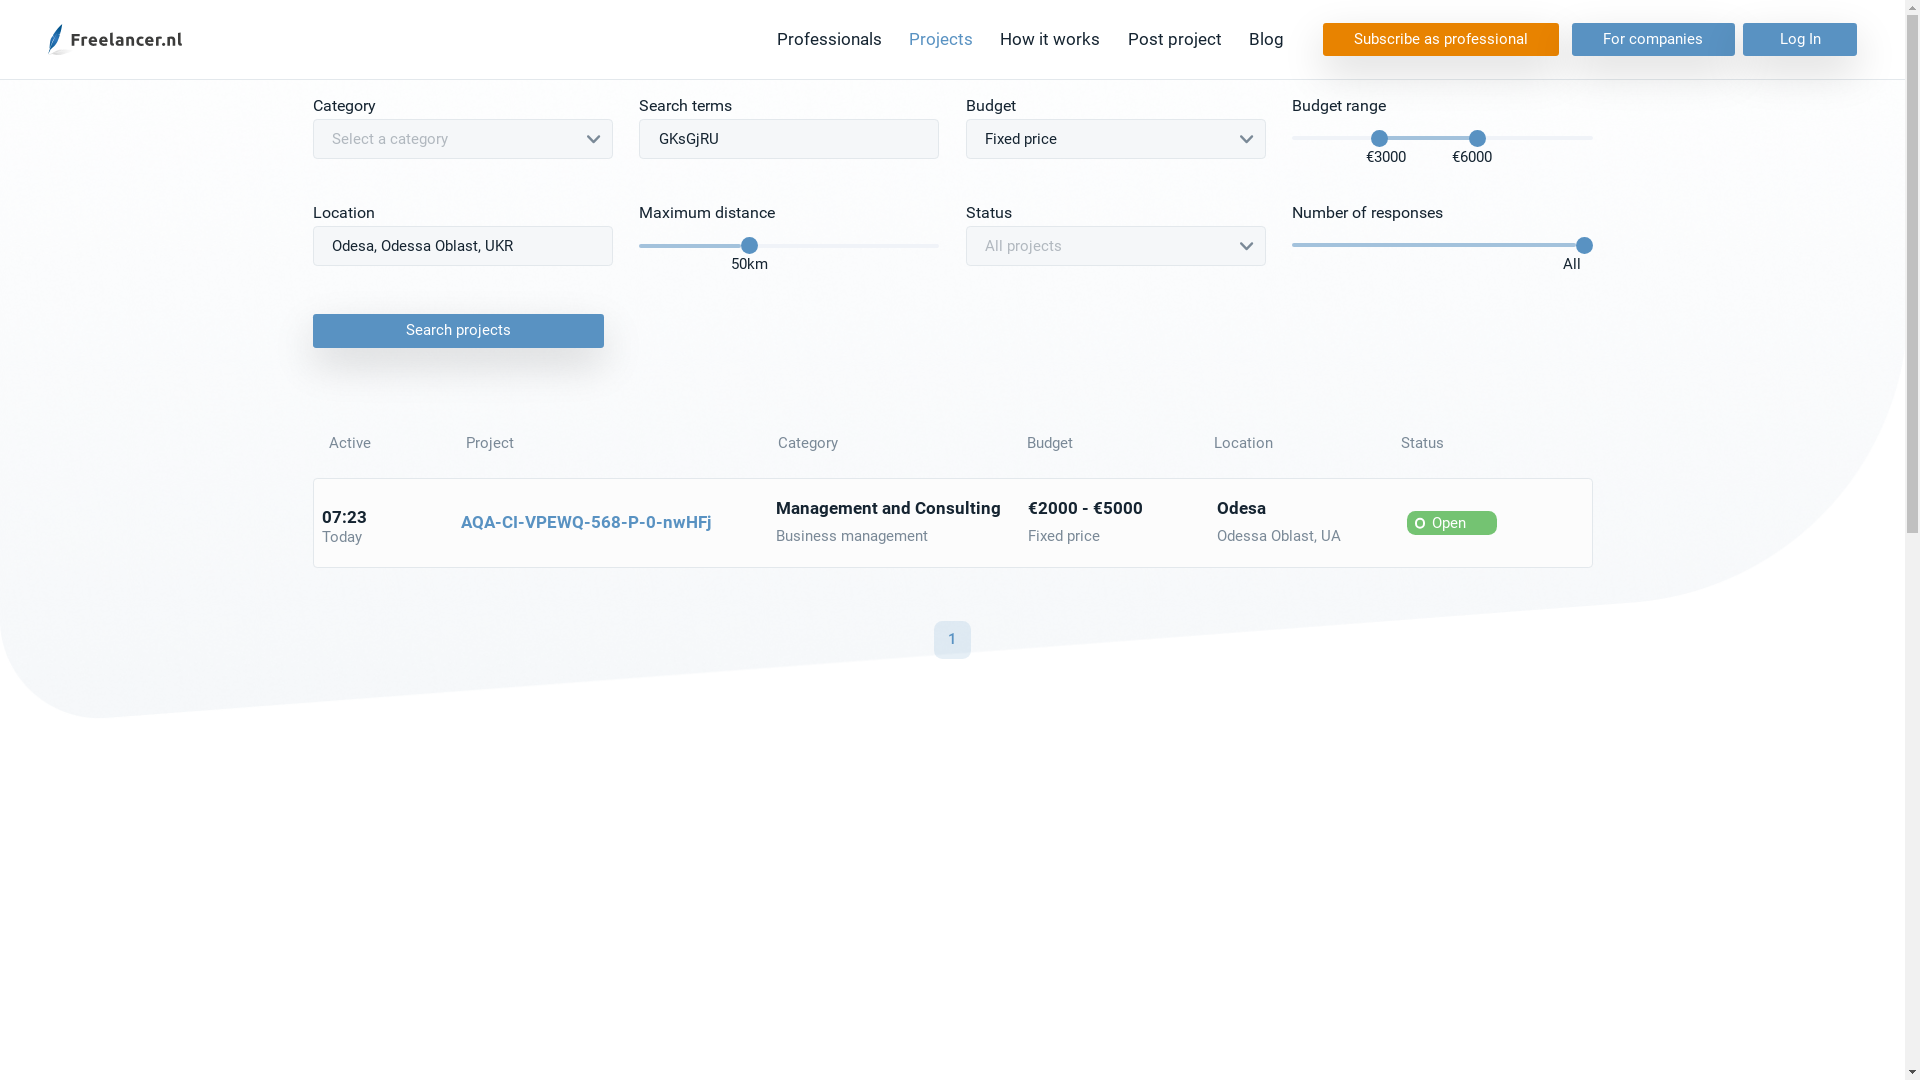 Freelancer.nl
Professionals Projects How it works Post project Blog Subscribe as professional For companies Log In
Category Search terms Budget Budget range
Select a category GKsGjRU Fixed price
€3000 €6000
Location Maximum distance Status Number of responses
Odesa, Odessa Oblast, UKR All projects
50km All
Search projects
Active Project Category Budget Location Status
07:23 AQA-CI-VPEWQ-568-P-0-nwHFj Management and Consulting €2000 - €5000 Odesa Open
Today Business management Fixed price Odessa Oblast, UA
1